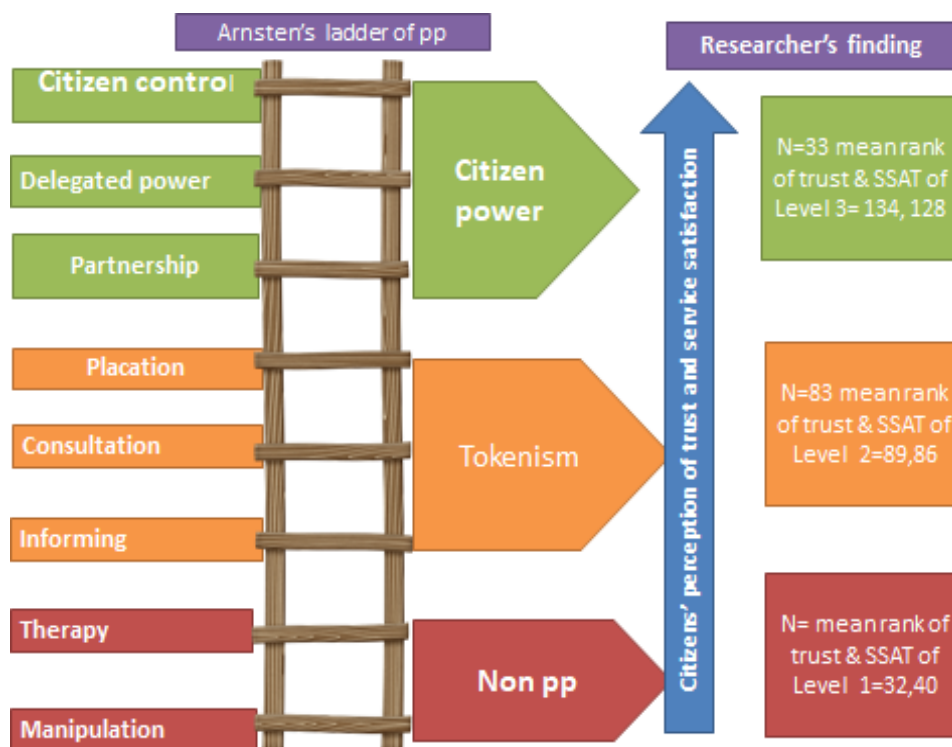 Arnsten's ladder of pp
Researcher's finding
Citizen control
Delegated power
Partnership
Citizen
power
N=33 mean rank
of trust & SSAT of
Level 3= 134, 128
Placation
Consultation
Informing
Tokenism
N=83 mean rank
of trust & SSAT of
Level 2=89,86
Therapy
Manipulation
Non pp
N= mean rank of
trust & SSAT of
Level 1=32,40
Citizens' perception of trust and service satisfaction